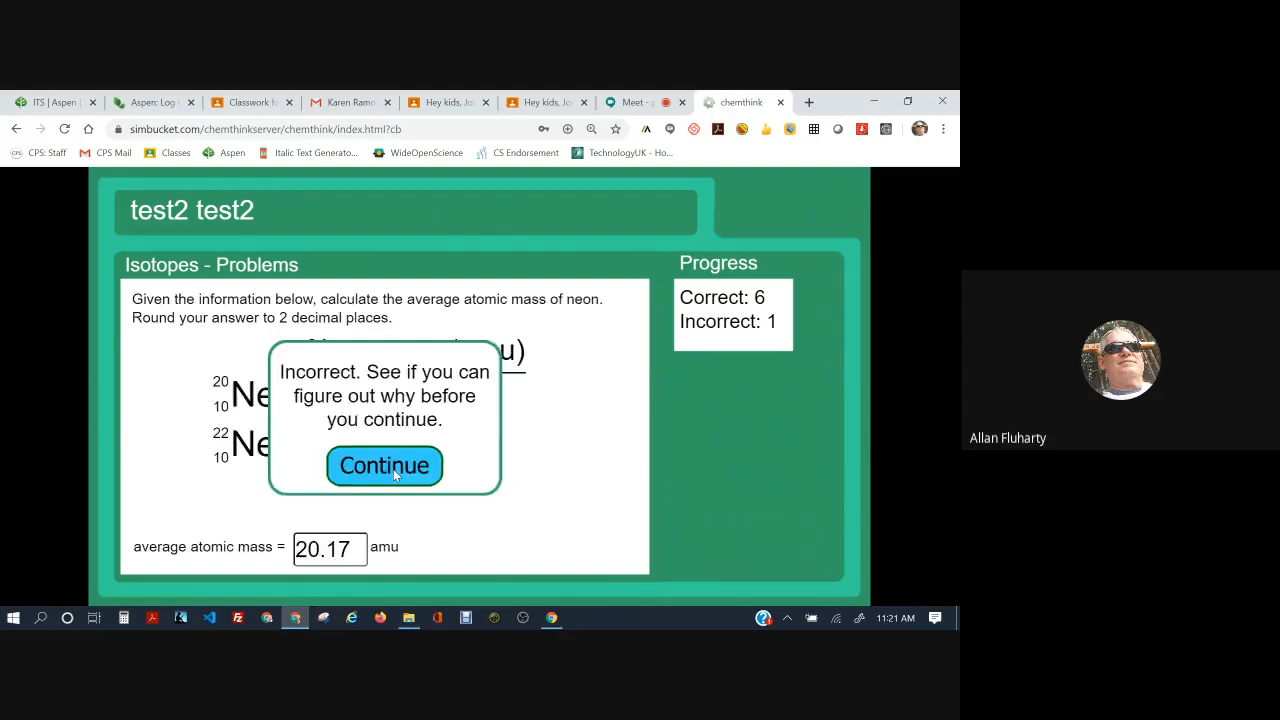 ITS | Aspen
Aspen: Log
Classwork fo
Karen Ramo
Hey kids, Jo
Hey kids, Jo
Meet -
chemthink
simbucket.com/chemthinkserver/chemthink/index.html?cb
CPS: Staff
CPS Mail
Classes
Aspen
Italic Text Generato...
WideOpenScience
CS Endorsement
TechnologyUK - Ho...
test2 test2
Isotopes - Problems
Progress
Given the information below, calculate the average atomic mass of neon.
Round your answer to 2 decimal places.
Correct: 6
Incorrect: 1
u)
Incorrect. See if you can
figure out why before
you continue.
20
10
Ne
22
10
Ne
Continue
average atomic mass = 20.17 amu
Allan Fluharty
11:21 AM